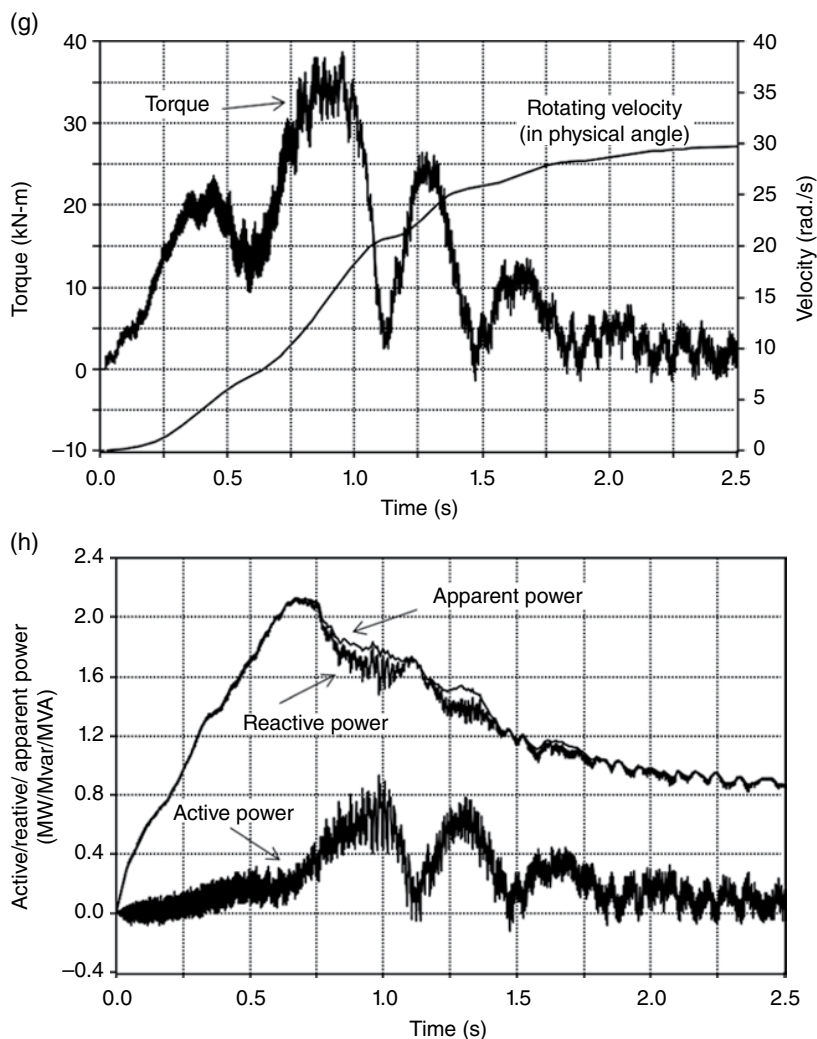 (g)
40
30
20
10
0
−10
Torque (kN-m)
Torque
Rotating velocity
(in physical angle)
40
35
30
25
20
15
10
5
0
Velocity (rad./s)
0.0
0.5
1.0
1.5
2.0
2.5
Time (s)
(h)
2.4
2.0
1.6
1.2
0.8
0.4
0.0
−0.4
Active/reative/ apparent power
(MW/Mvar/MVA)
Apparent power
Reactive power
Active power
0.0
0.5
1.0
1.5
2.0
2.5
Time (s)